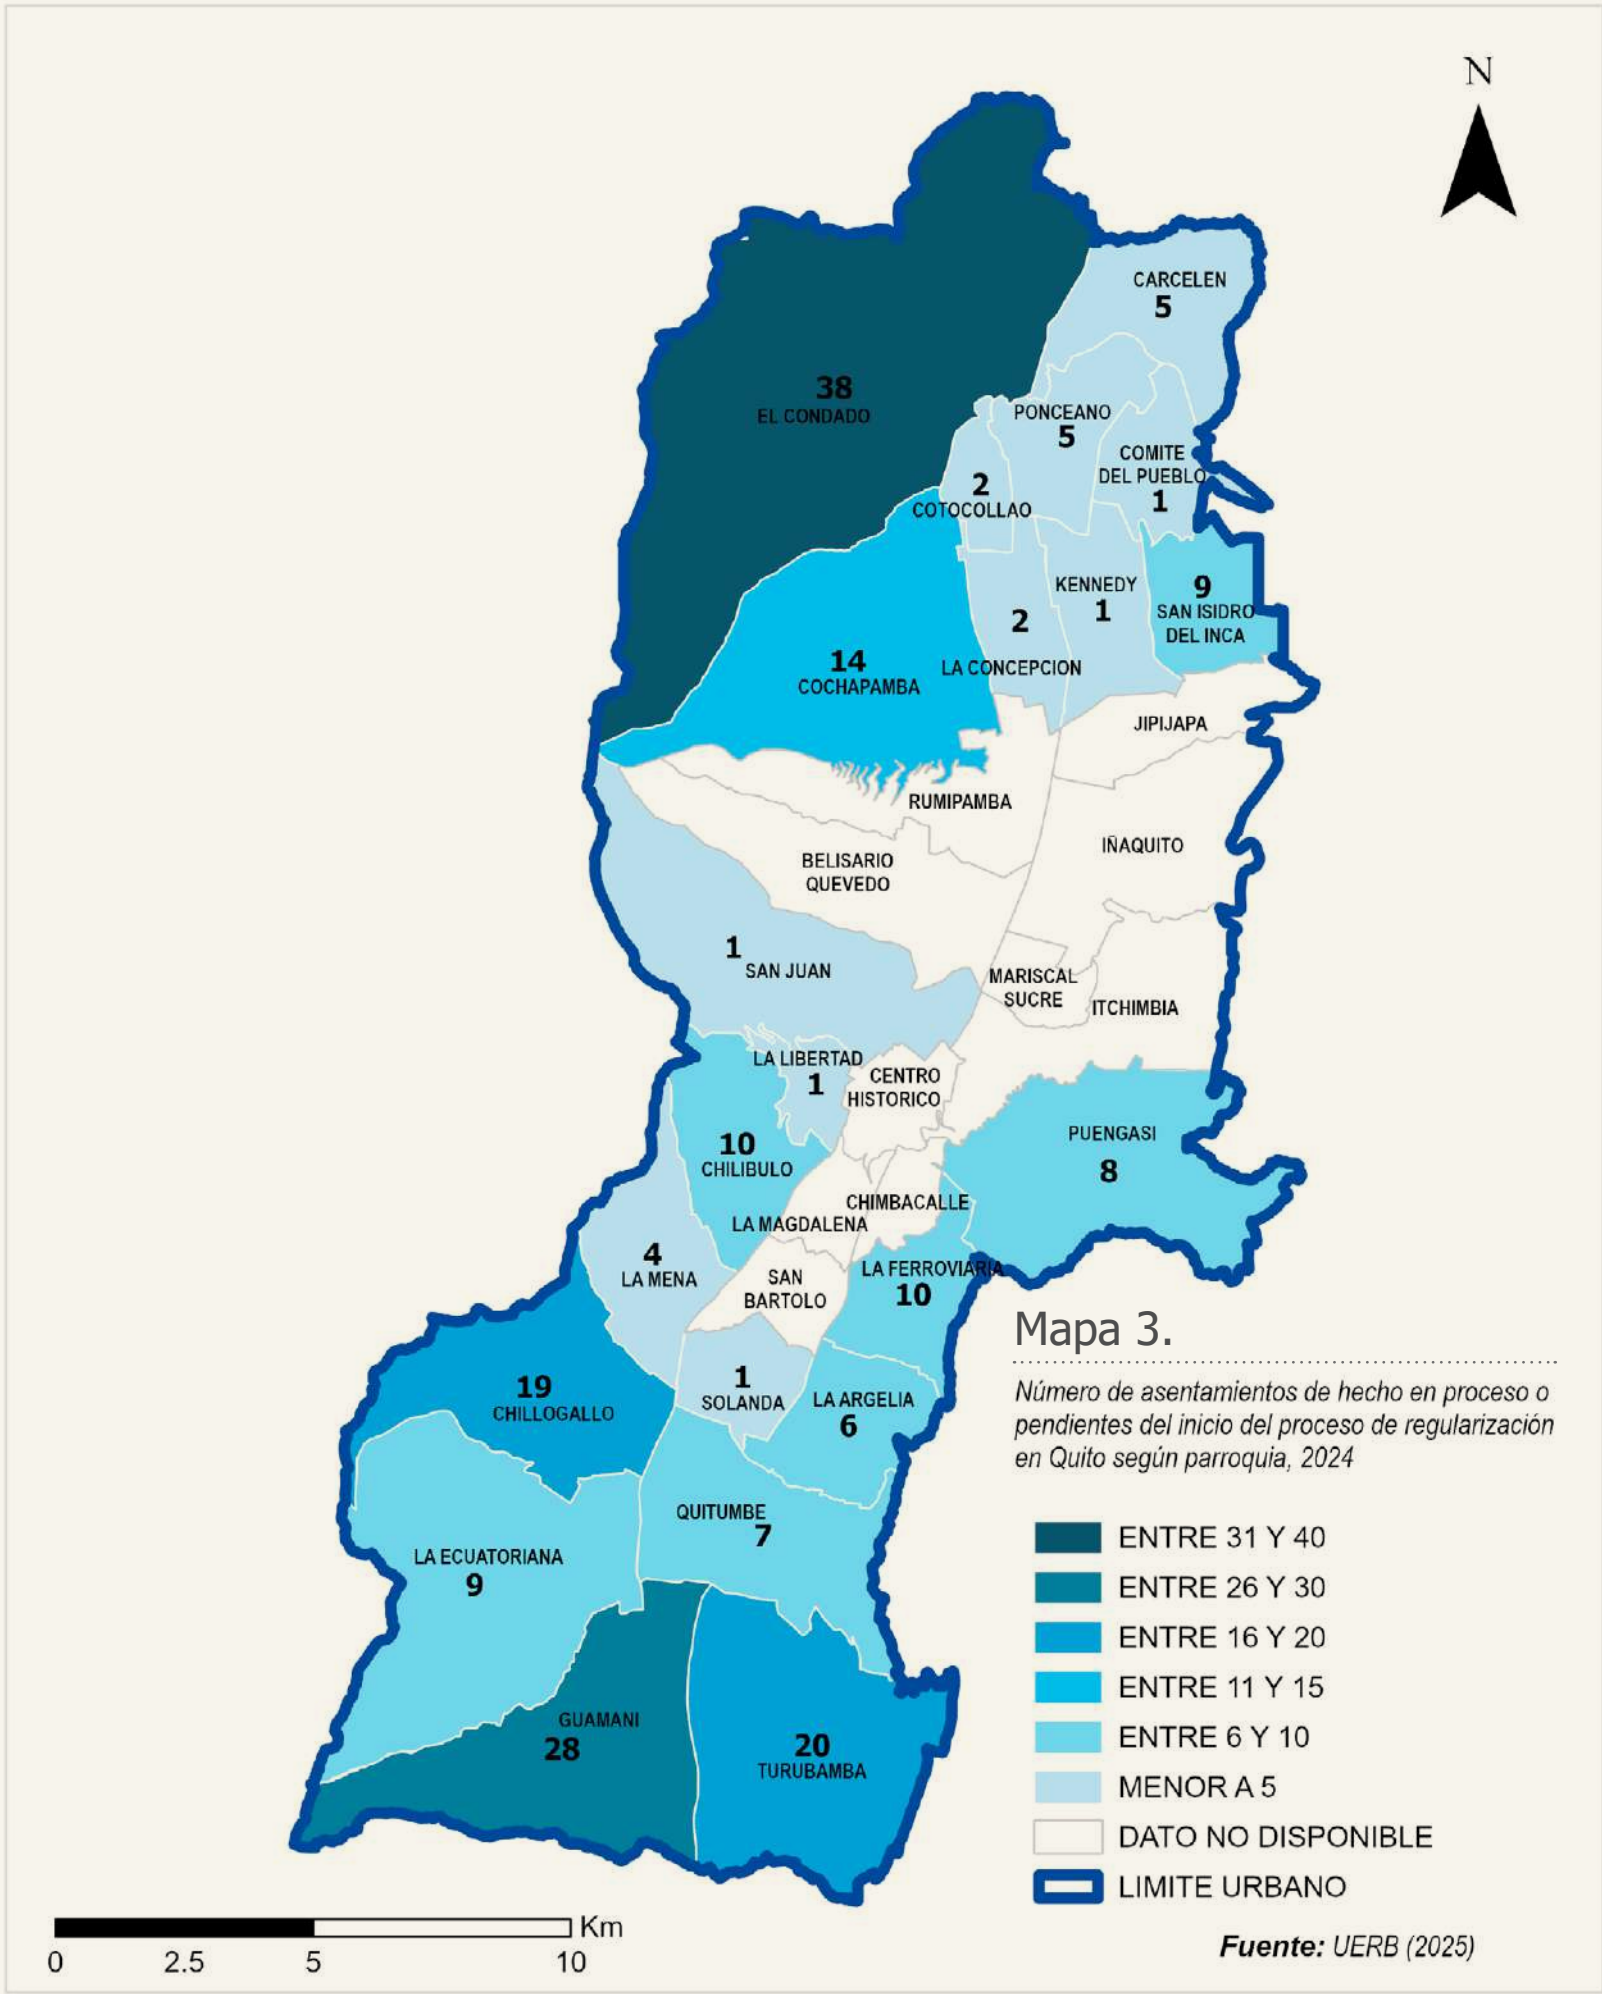 N
CARCELEN
5
38
EL CONDADO
PONCEANO
5
COMITE
DEL PUEBLO
1
2
COTOCOLLAO
KENNEDY
1
9
SAN ISIDRO
DEL INCA
2
LA CONCEPCION
14
COCHAPAMBA
JIPIJAPA
RUMIPAMBA
IÑAQUITO
BELISARIO
QUEVEDO
1
SAN JUAN
MARISCAL
SUCRE
ITCHIMBIA
LA LIBERTAD
1
CENTRO
HISTORICO
PUENGASI
8
10
CHILIBULO
CHIMBACALLE
LA MAGDALENA
4
LA MENA
SAN
BARTOLO
LA FERROVIARIA
10
19
CHILLOGALLO
1
SOLANDA
LA ARGELIA
6
QUITUMBE
7
LA ECUATORIANA
9
GUAMANI
28
20
TURUBAMBA
Mapa 3.
Número de asentamientos de hecho en proceso o
pendientes del inicio del proceso de regularización
en Quito según parroquia, 2024
ENTRE 31 Y 40
ENTRE 26 Y 30
ENTRE 16 Y 20
ENTRE 11 Y 15
ENTRE 6 Y 10
MENOR A 5
DATO NO DISPONIBLE
LIMITE URBANO
Km
0 2.5 5 10
Fuente: UERB (2025)